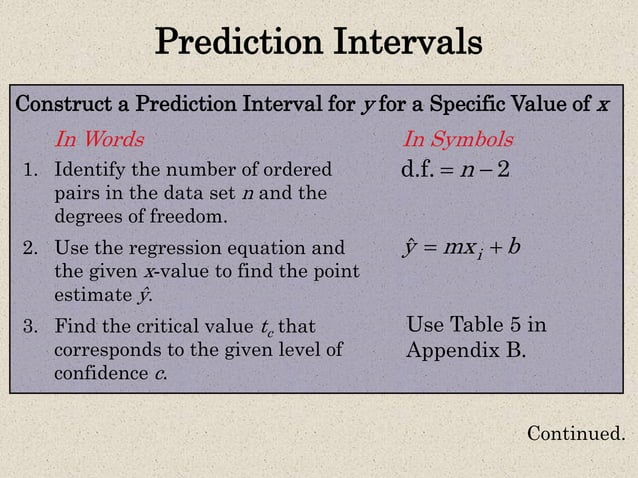 Prediction Intervals
Construct a Prediction Interval for y for a Specific Value of x
In Words
In Symbols
1. Identify the number of ordered
pairs in the data set n and the
degrees of freedom.
d.f. = n − 2
2. Use the regression equation and
the given x-value to find the point
estimate ŷ.
ŷ = mxᵢ + b
3. Find the critical value t_c that
corresponds to the given level of
confidence c.
Use Table 5 in
Appendix B.
Continued.